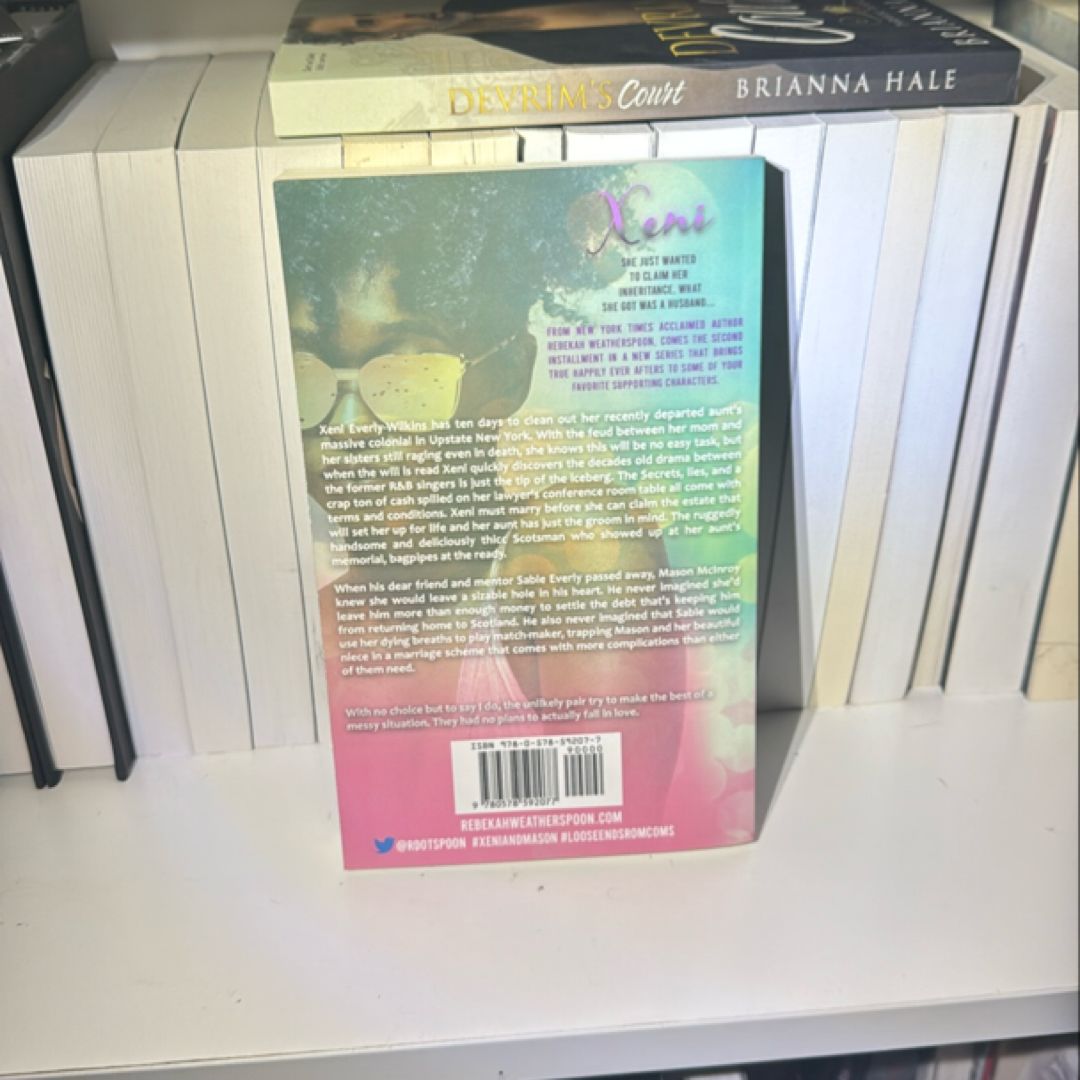 DEVRIM'S Court BRIANNA HALE
Xeni
SHE JUST WANTED
TO CLAIM HER
INHERITANCE. WHAT
SHE GOT WAS A HUSBAND...
FROM NEW YORK TIMES ACCLAIMED AUTHOR
REBEKAH WEATHERSPOON, COMES THE SECOND
INSTALLMENT IN A NEW SERIES THAT BRINGS
TRUE HAPPILY EVER AFTERS TO SOME OF YOUR
FAVORITE SUPPORTING CHARACTERS.
Xeni Everly-Wilkins has ten days to clean out her recently departed aunt's
massive colonial in Upstate New York. With the feud between her mom and
her sisters still raging even in death, she knows this will be no easy task, but
when the will is read Xeni quickly discovers the decades old drama between
the former R&B singers is just the tip of the iceberg. The Secrets, lies, and a
crap ton of cash spilled on her lawyer's conference room table all come with
terms and conditions. Xeni must marry before she can claim the estate that
will set her up for life and her aunt has just the groom in mind. The ruggedly
handsome and deliciously thicc Scotsman who showed up at her aunt's
memorial, bagpipes at the ready.
When his dear friend and mentor Sable Everly passed away, Mason McInroy
knew she would leave a sizable hole in his heart. He never imagined she'd
leave him more than enough money to settle the debt that's keeping him
from returning home to Scotland. He also never imagined that Sable would
use her dying breaths to play match-maker, trapping Mason and her beautiful
niece in a marriage scheme that comes with more complications than either
of them need.
With no choice but to say I do, the unlikely pair try to make the best of a
messy situation. They had no plans to actually fall in love.
ISBN 978-0-578-59207-7
90000
9 780578 592077
REBEKAHWEATHERSPOON.COM
@RDOTSPOON #XENIANDMASON #LOOSEENDSROMCOMS